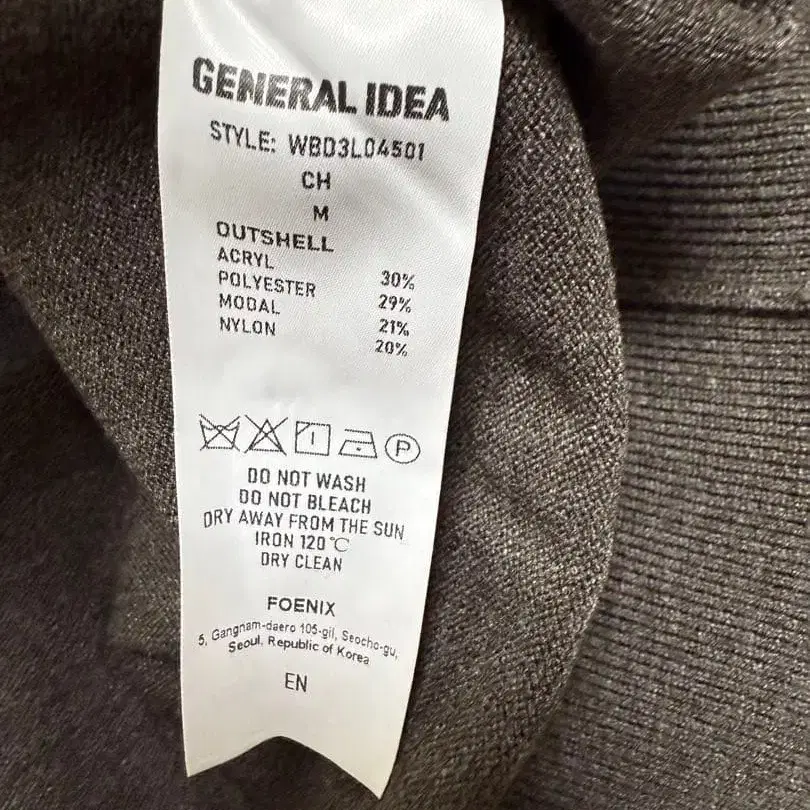 GENERAL IDEA
STYLE: WBD3L04501
CH
M
OUTSHELL
ACRYL 30%
POLYESTER 29%
MODAL 21%
NYLON 20%
P
DO NOT WASH
DO NOT BLEACH
DRY AWAY FROM THE SUN
IRON 120℃
DRY CLEAN
FOENIX
5, Gangnam-daero 105-gil, Seocho-gu,
Seoul, Republic of Korea
EN